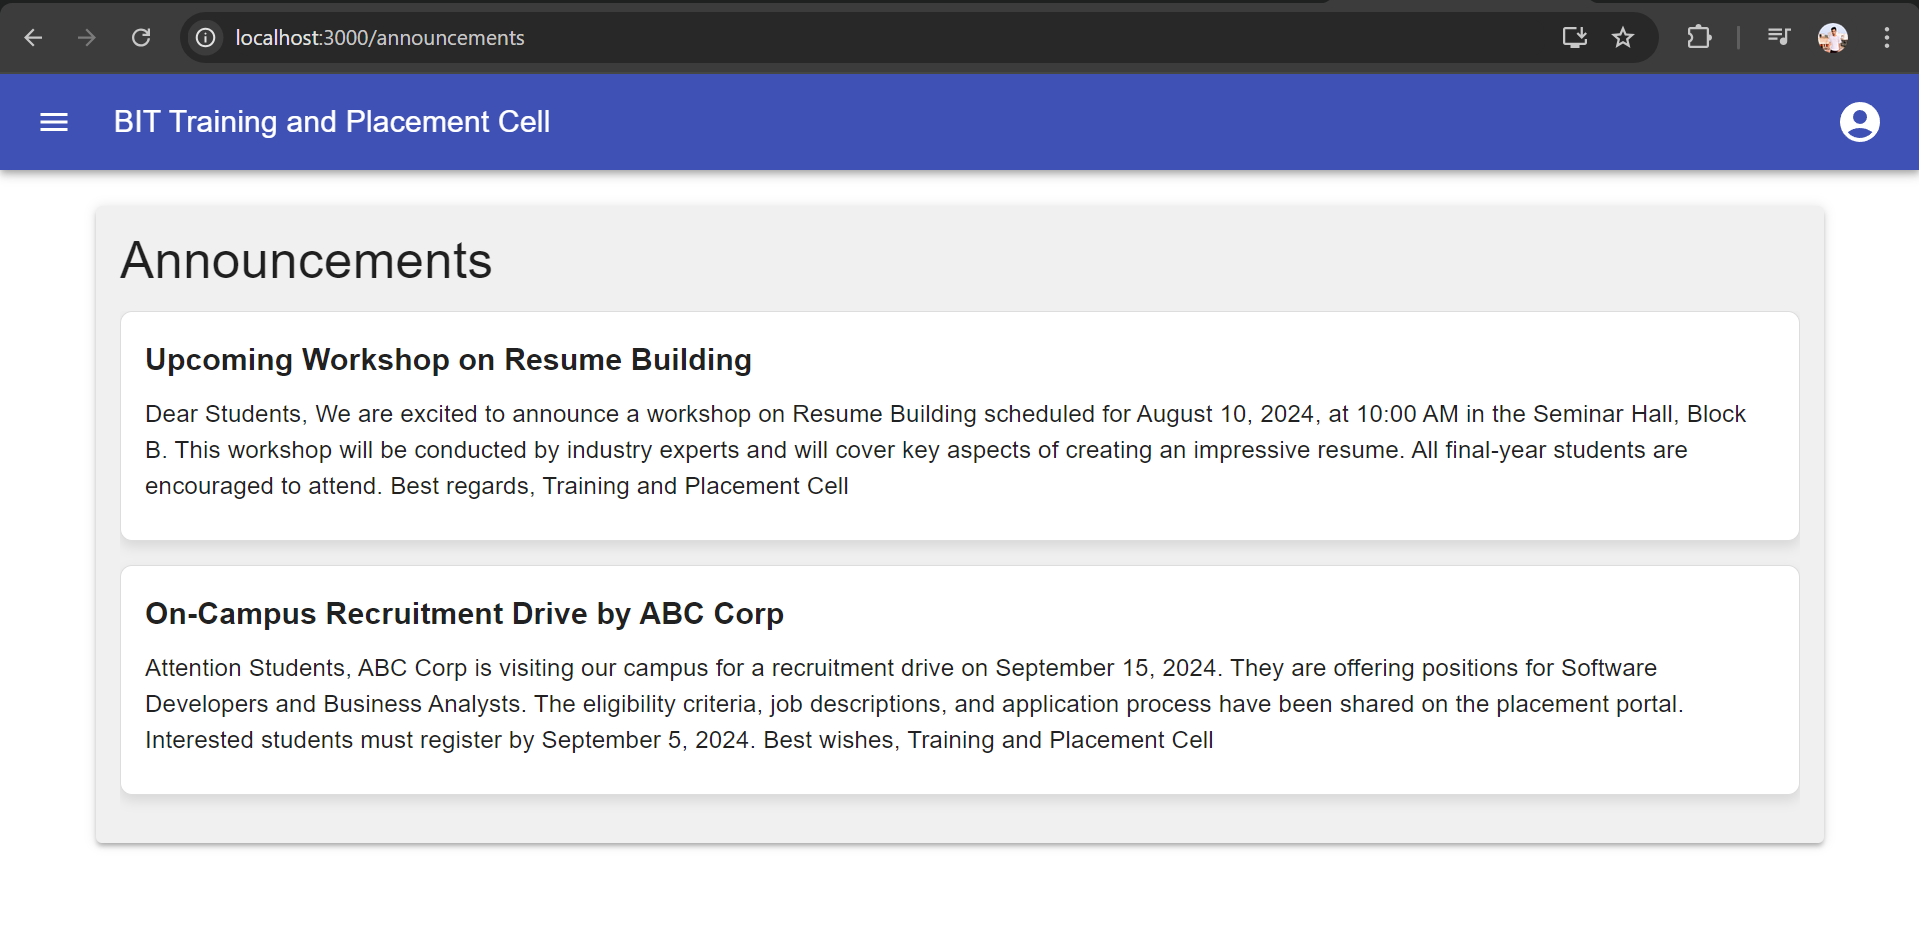 localhost:3000/announcements
BIT Training and Placement Cell
Announcements
Upcoming Workshop on Resume Building
Dear Students, We are excited to announce a workshop on Resume Building scheduled for August 10, 2024, at 10:00 AM in the Seminar Hall, Block
B. This workshop will be conducted by industry experts and will cover key aspects of creating an impressive resume. All final-year students are
encouraged to attend. Best regards, Training and Placement Cell
On-Campus Recruitment Drive by ABC Corp
Attention Students, ABC Corp is visiting our campus for a recruitment drive on September 15, 2024. They are offering positions for Software
Developers and Business Analysts. The eligibility criteria, job descriptions, and application process have been shared on the placement portal.
Interested students must register by September 5, 2024. Best wishes, Training and Placement Cell